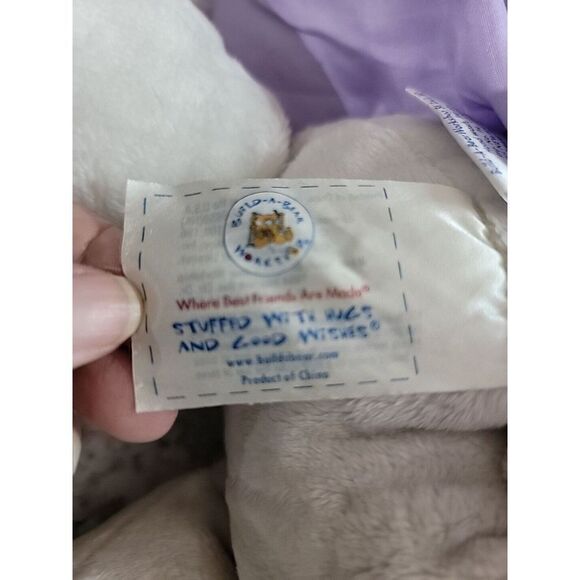 BUILD-A-BEAR
WORKSHOP
Where Best Friends Are Made®
STUFFED WITH HUGS
AND GOOD WISHES®
www.buildabear.com
Product of China